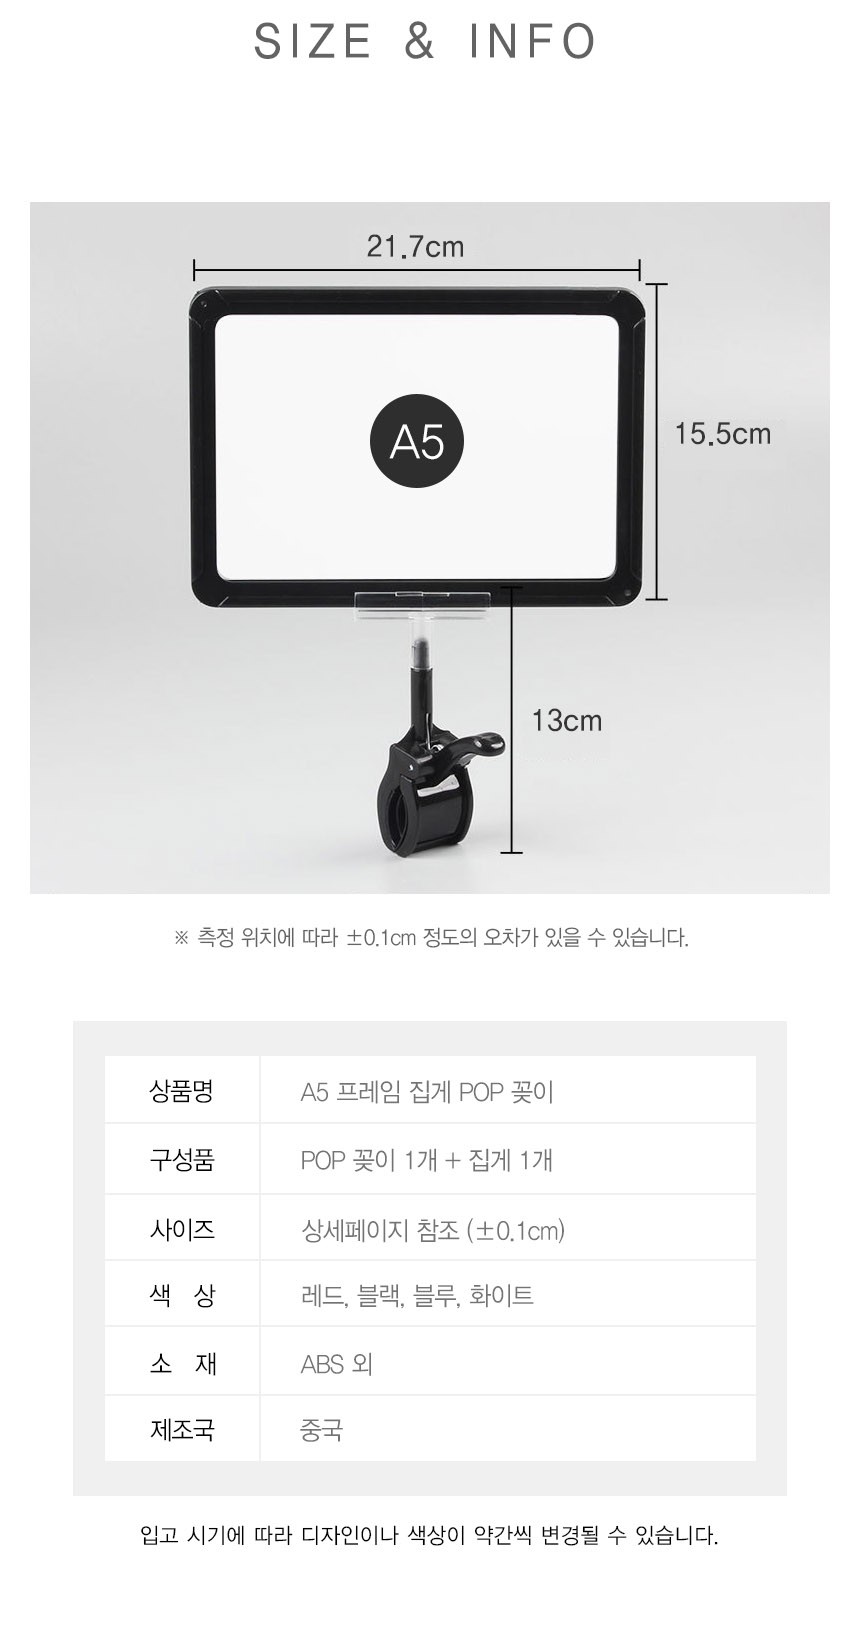 SIZE & INFO
21.7cm
A5
15.5cm
13cm
※ 측정 위치에 따라 ±0.1cm 정도의 오차가 있을 수 있습니다.
상품명 A5 프레임 집게 POP 꽂이
구성품 POP 꽂이 1개 + 집게 1개
사이즈 상세페이지 참조 (±0.1cm)
색 상 레드, 블랙, 블루, 화이트
소 재 ABS 외
제조국 중국
입고 시기에 따라 디자인이나 색상이 약간씩 변경될 수 있습니다.